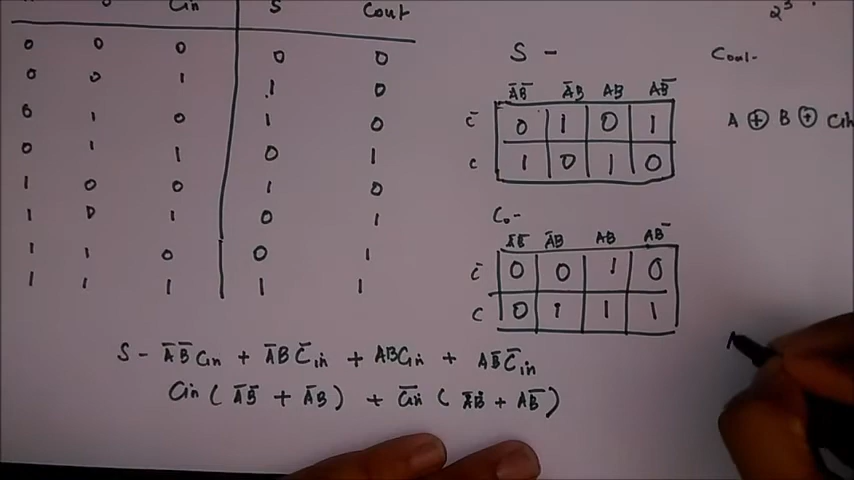 Cin S Cout
0 0 0 0 0
0 0 1 1 0
0 1 0 1 0
0 1 1 0 1
1 0 0 1 0
1 0 1 0 1
1 1 0 0 1
1 1 1 1 1
2³
S -
A̅B̅ A̅B AB AB̅
C̅ 0 1 0 1
C 1 0 1 0
A ⊕ B ⊕ Cin
C₀-
A̅B̅ A̅B AB AB̅
C̅ 0 0 1 0
C 0 1 1 1
S - A̅B̅Cin + A̅BC̅in + ABCin + AB̅C̅in
Cin ( A̅B̅ + A̅B ) + C̅in ( A̅B + AB̅ )